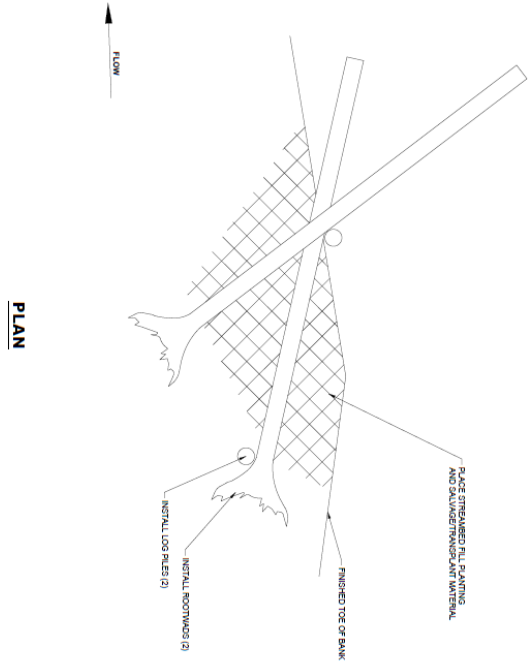 FLOW
PLACE STREAMBED FILL PLANTING
AND SALVAGE/TRANSPLANT MATERIAL
FINISHED TOE OF BANK
INSTALL ROOTWADS (2)
INSTALL LOG PILES (2)
PLAN